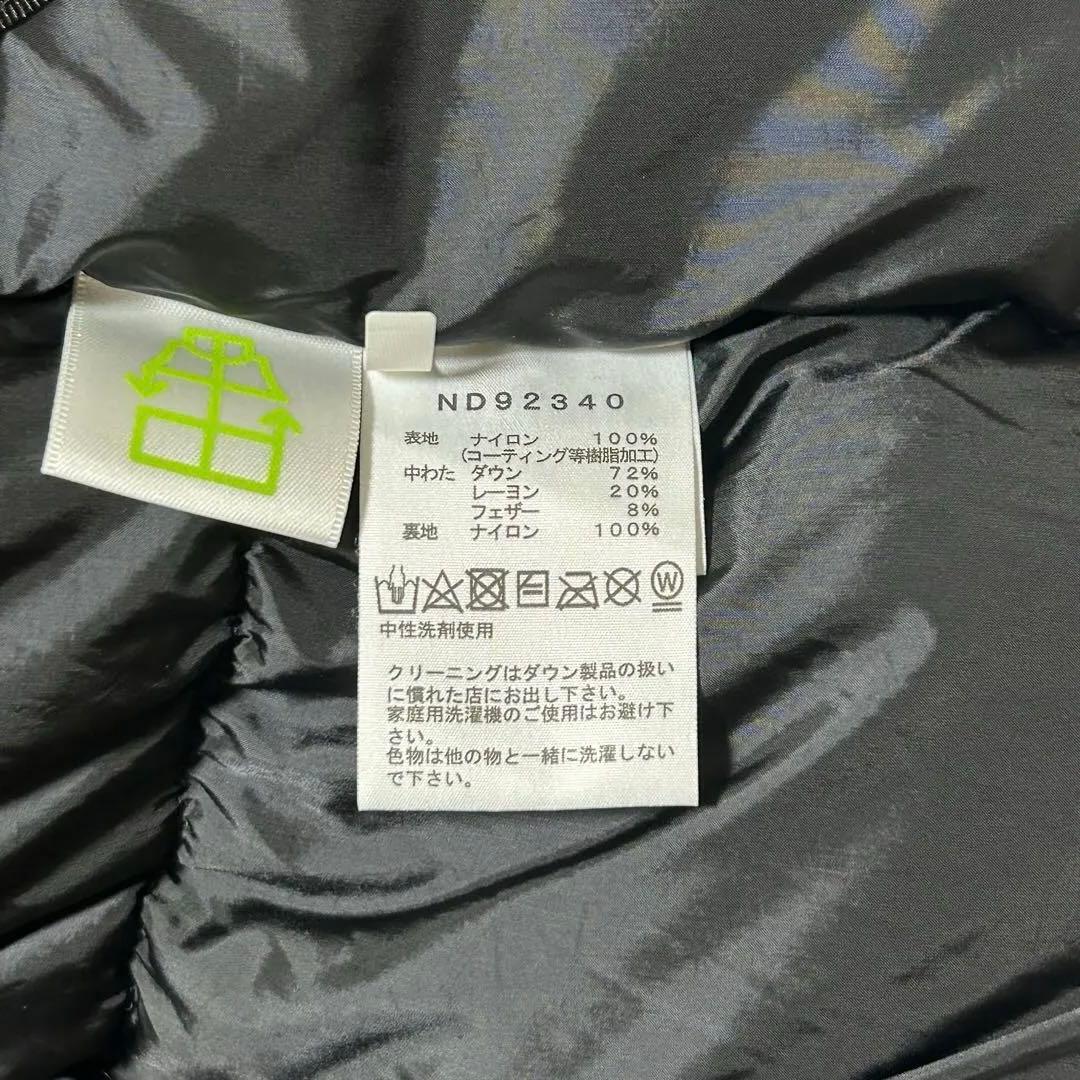 ND92340
表地 ナイロン 100%
(コーティング等樹脂加工)
中わた ダウン 72%
レーヨン 20%
フェザー 8%
裏地 ナイロン 100%
W
中性洗剤使用
クリーニングはダウン製品の扱い
に慣れた店にお出し下さい。
家庭用洗濯機のご使用はお避け下
さい。
色物は他の物と一緒に洗濯しない
で下さい。